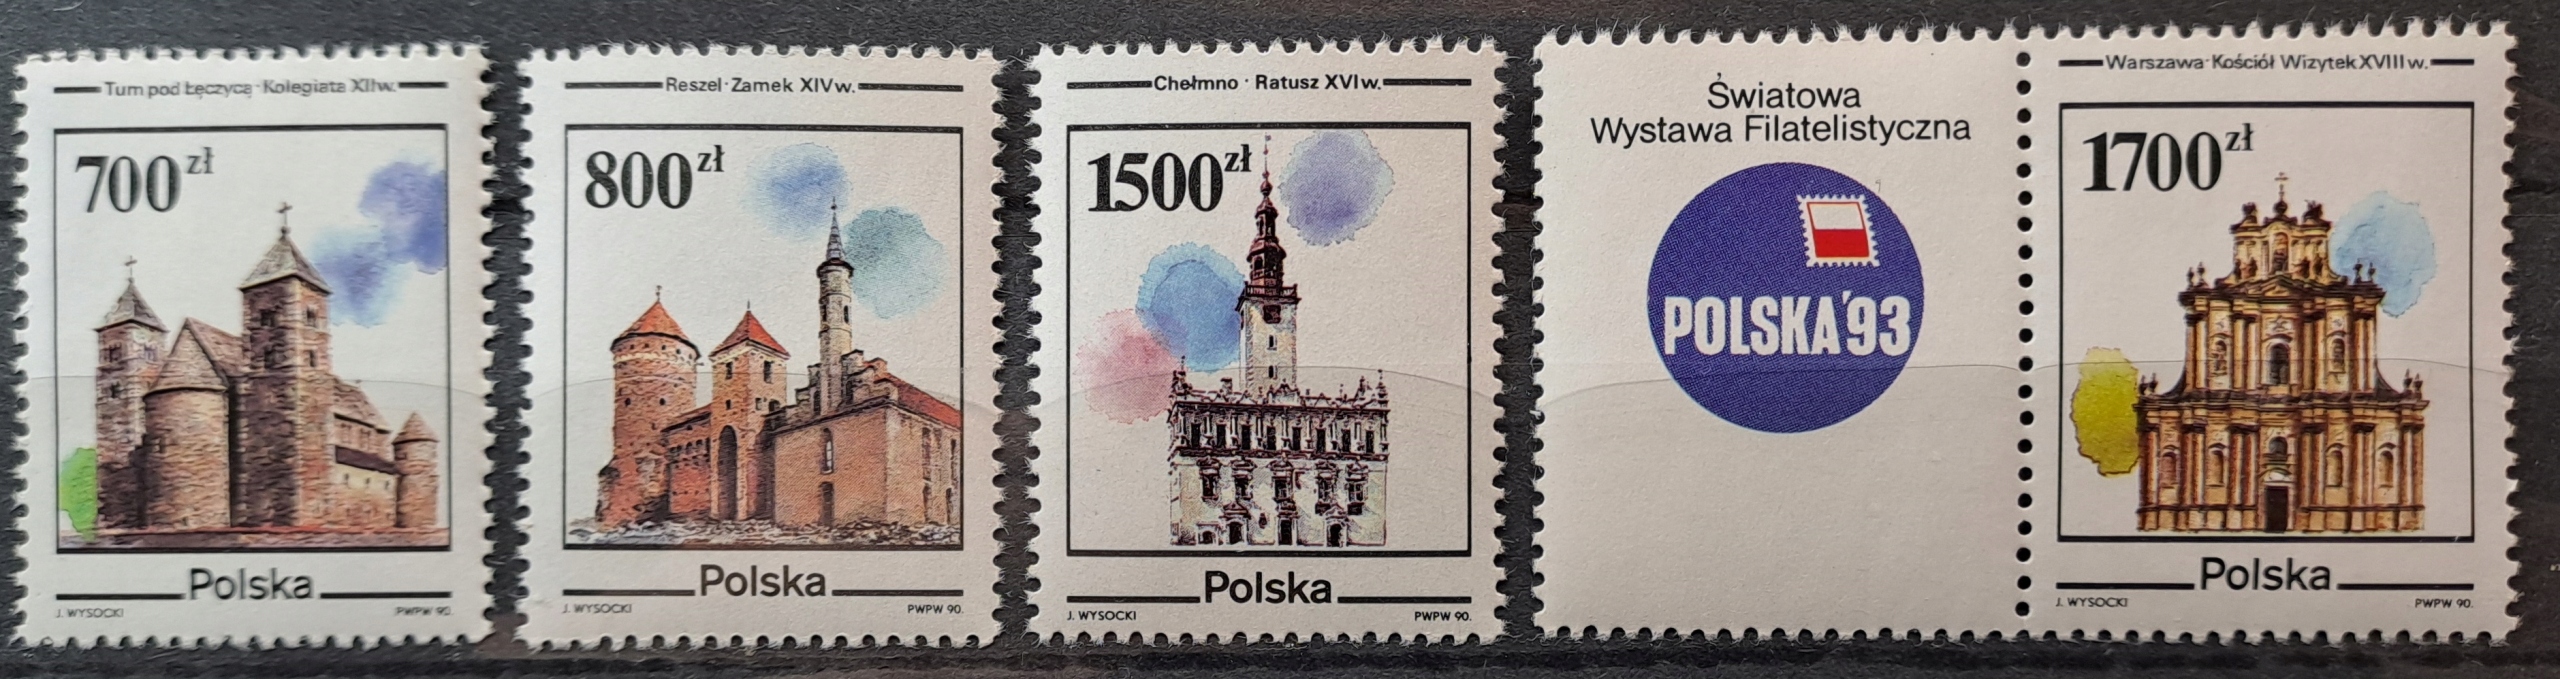 Tum pod Łęczycą · Kolegiata XIIw.
700 zł
Polska
J. WYSOCKI
PWPW 90.
Reszel · Zamek XIV w.
800 zł
Polska
J. WYSOCKI
PWPW 90.
Chełmno · Ratusz XVI w.
1500 zł
Polska
J. WYSOCKI
PWPW 90.
Światowa
Wystawa Filatelistyczna
POLSKA'93
Warszawa · Kościół Wizytek XVIII w.
1700 zł
Polska
J. WYSOCKI
PWPW 90.